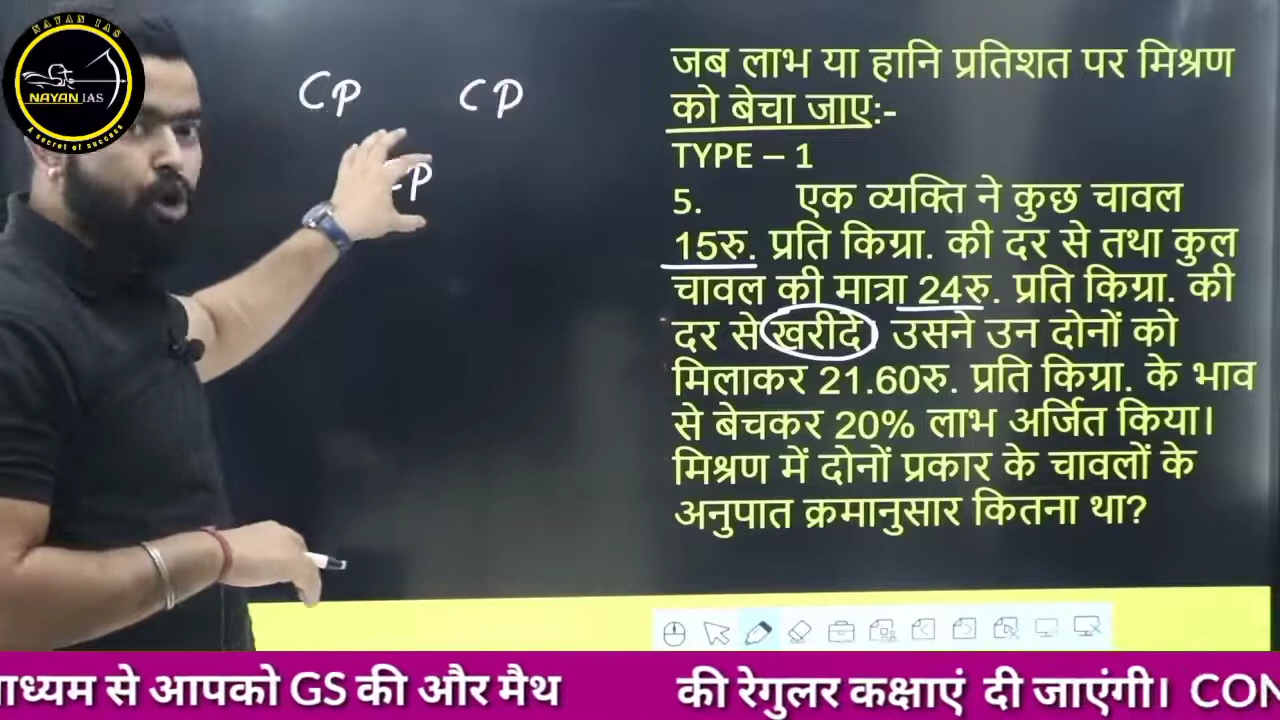 NAYAN IAS
NAYAN IAS
A secret of success
CP CP
जब लाभ या हानि प्रतिशत पर मिश्रण
को बेचा जाए:-
TYPE – 1
5. एक व्यक्ति ने कुछ चावल
15रु. प्रति किग्रा. की दर से तथा कुल
चावल की मात्रा 24रु. प्रति किग्रा. की
दर से खरीदे। उसने उन दोनों को
मिलाकर 21.60रु. प्रति किग्रा. के भाव
से बेचकर 20% लाभ अर्जित किया।
मिश्रण में दोनों प्रकार के चावलों के
अनुपात क्रमानुसार कितना था?
से आपको GS की और मैथ की रेगुलर कक्षाएं दी जाएंगी।